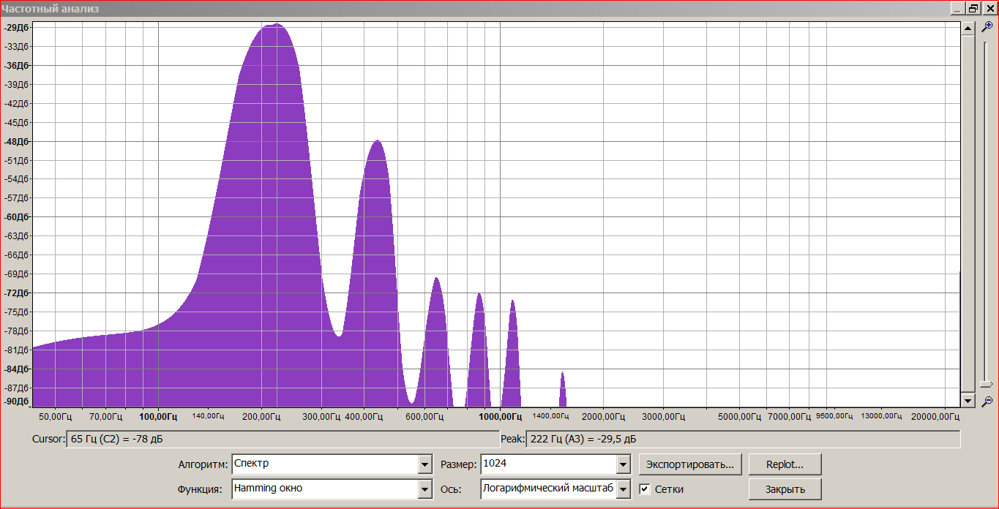 Частотный анализ
-29Дб
-33Дб
-36Дб
-39Дб
-42Дб
-45Дб
-48Дб
-51Дб
-54Дб
-57Дб
-60Дб
-63Дб
-66Дб
-69Дб
-72Дб
-75Дб
-78Дб
-81Дб
-84Дб
-87Дб
-90Дб
50,00Гц 70,00Гц 100,00Гц 140,00Гц 200,00Гц 300,00Гц 400,00Гц 600,00Гц 1000,00Гц 1400,00Гц 2000,00Гц 3000,00Гц 5000,00Гц 7000,00Гц 9500,00Гц 13000,00Гц 20000,00Гц
Cursor: 65 Гц (C2) = -78 дБ Peak: 222 Гц (A3) = -29,5 дБ
Алгоритм: Спектр Размер: 1024 Экспортировать... Replot...
Функция: Hamming окно Ось: Логарифмический масштаб Сетки Закрыть